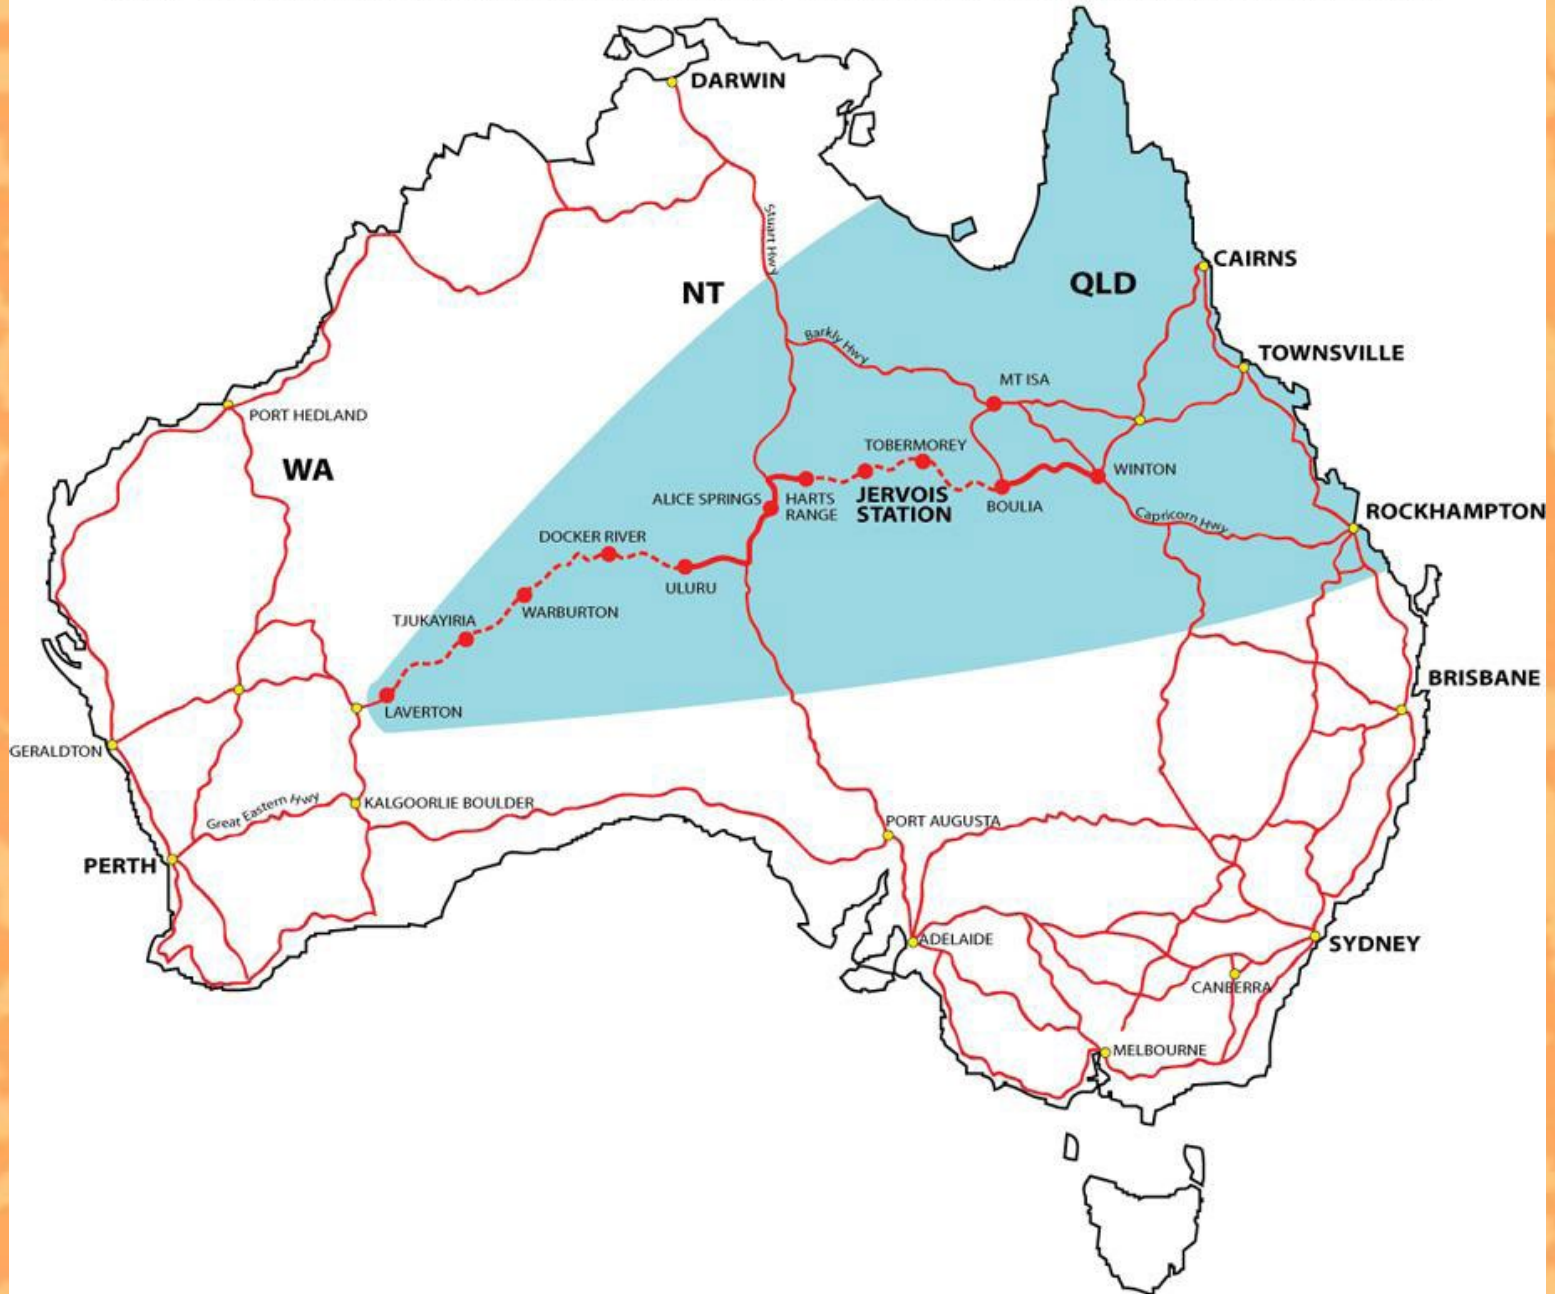 DARWIN
Stuart Hwy
CAIRNS
QLD
NT
Barkly Hwy
TOWNSVILLE
MT ISA
PORT HEDLAND
TOBERMOREY
WA
WINTON
ALICE SPRINGS
HARTS
RANGE
JERVOIS
STATION
BOULIA
ROCKHAMPTON
Capricorn Hwy
DOCKER RIVER
ULURU
WARBURTON
TJUKAYIRIA
BRISBANE
LAVERTON
GERALDTON
KALGOORLIE BOULDER
Great Eastern Hwy
PORT AUGUSTA
PERTH
ADELAIDE
SYDNEY
CANBERRA
MELBOURNE